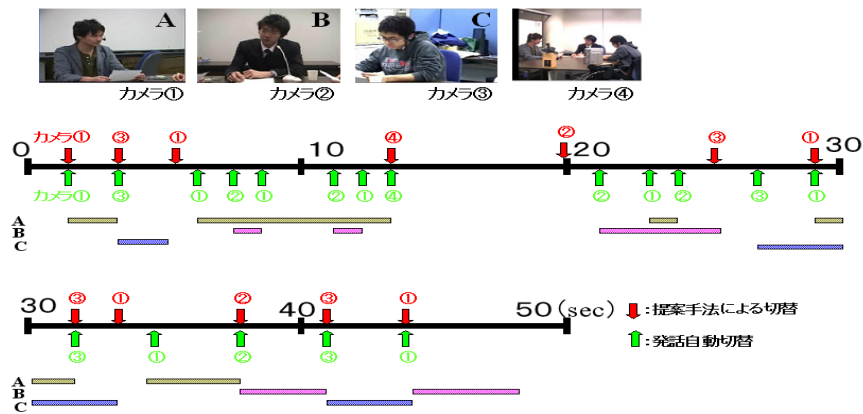 A B C
カメラ① カメラ② カメラ③ カメラ④
カメラ① ③ ① ④ ② ③ ①
0 10 20 30
カメラ① ③ ① ② ① ② ① ④ ② ① ② ③ ①
A
B
C
③ ① ② ③ ①
30 40 50(sec)
:提案手法による切替
③ ① ② ③ ①
:発話自動切替
A
B
C